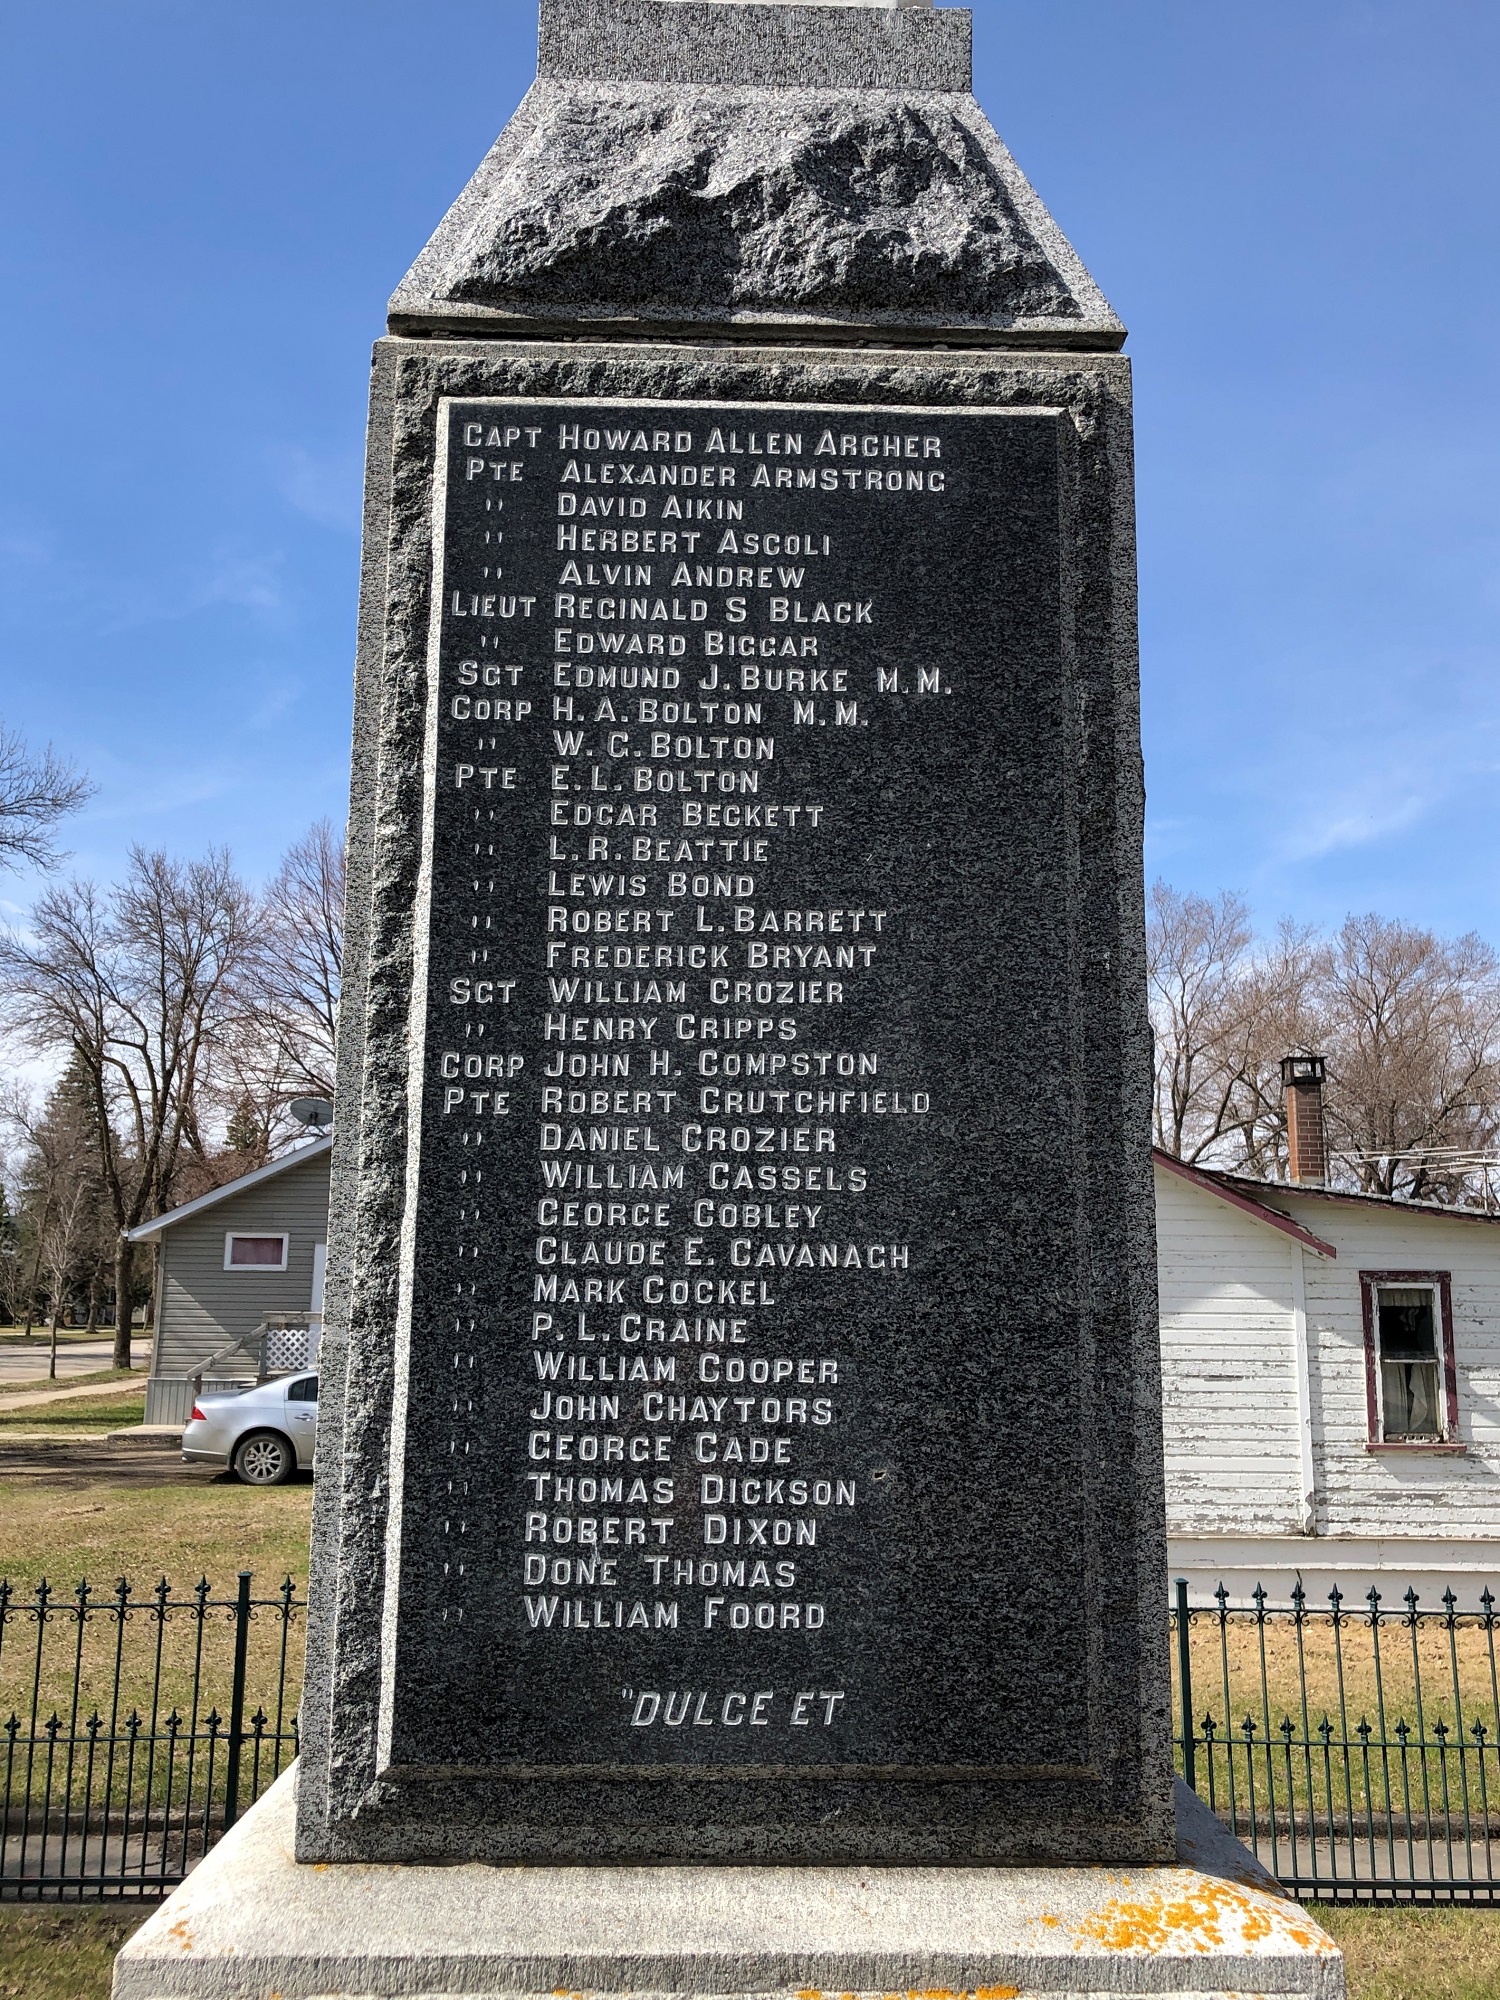 CAPT HOWARD ALLEN ARCHER
PTE ALEXANDER ARMSTRONG
" DAVID AIKIN
" HERBERT ASCOLI
" ALVIN ANDREW
LIEUT REGINALD S BLACK
" EDWARD BIGGAR
SGT EDMUND J. BURKE M.M.
CORP H. A. BOLTON M.M.
" W. C. BOLTON
PTE E. L. BOLTON
" EDGAR BECKETT
" L. R. BEATTIE
" LEWIS BOND
" ROBERT L. BARRETT
" FREDERICK BRYANT
SGT WILLIAM CROZIER
" HENRY CRIPPS
CORP JOHN H. COMPSTON
PTE ROBERT CRUTCHFIELD
" DANIEL CROZIER
" WILLIAM CASSELS
" GEORGE COBLEY
" CLAUDE E. CAVANAGH
" MARK COCKEL
" P. L. CRAINE
" WILLIAM COOPER
" JOHN CHAYTORS
" GEORGE CADE
" THOMAS DICKSON
" ROBERT DIXON
" DONE THOMAS
" WILLIAM FOORD
"DULCE ET